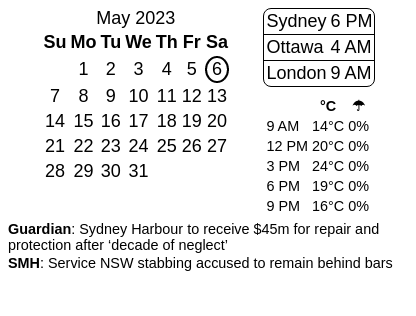 May 2023
Su Mo Tu We Th Fr Sa
1 2 3 4 5 6
7 8 9 10 11 12 13
14 15 16 17 18 19 20
21 22 23 24 25 26 27
28 29 30 31
Sydney 6 PM
Ottawa 4 AM
London 9 AM
°C ☂
9 AM 14°C 0%
12 PM 20°C 0%
3 PM 24°C 0%
6 PM 19°C 0%
9 PM 16°C 0%
Guardian: Sydney Harbour to receive $45m for repair and
protection after ‘decade of neglect’
SMH: Service NSW stabbing accused to remain behind bars